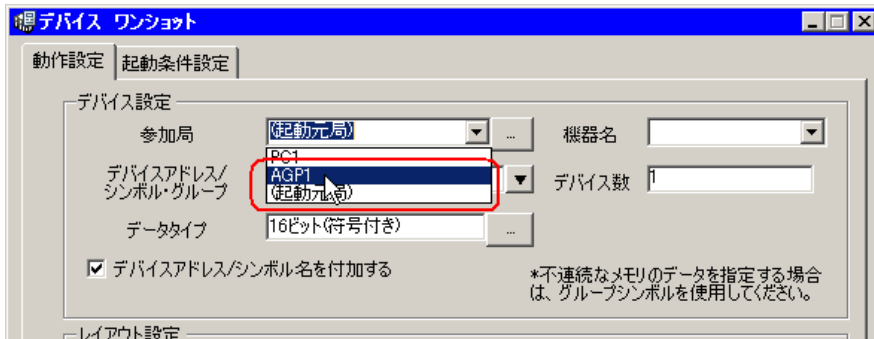 デバイス ワンショット
動作設定 起動条件設定
デバイス設定
参加局 (起動元局) ... 機器名
PC1
AGP1
(起動元局)
デバイスアドレス/
シンボル・グループ
デバイス数 1
データタイプ 16ビット(符号付き) ...
デバイスアドレス/シンボル名を付加する
*不連続なメモリのデータを指定する場合
は、グループシンボルを使用してください。
レイアウト設定